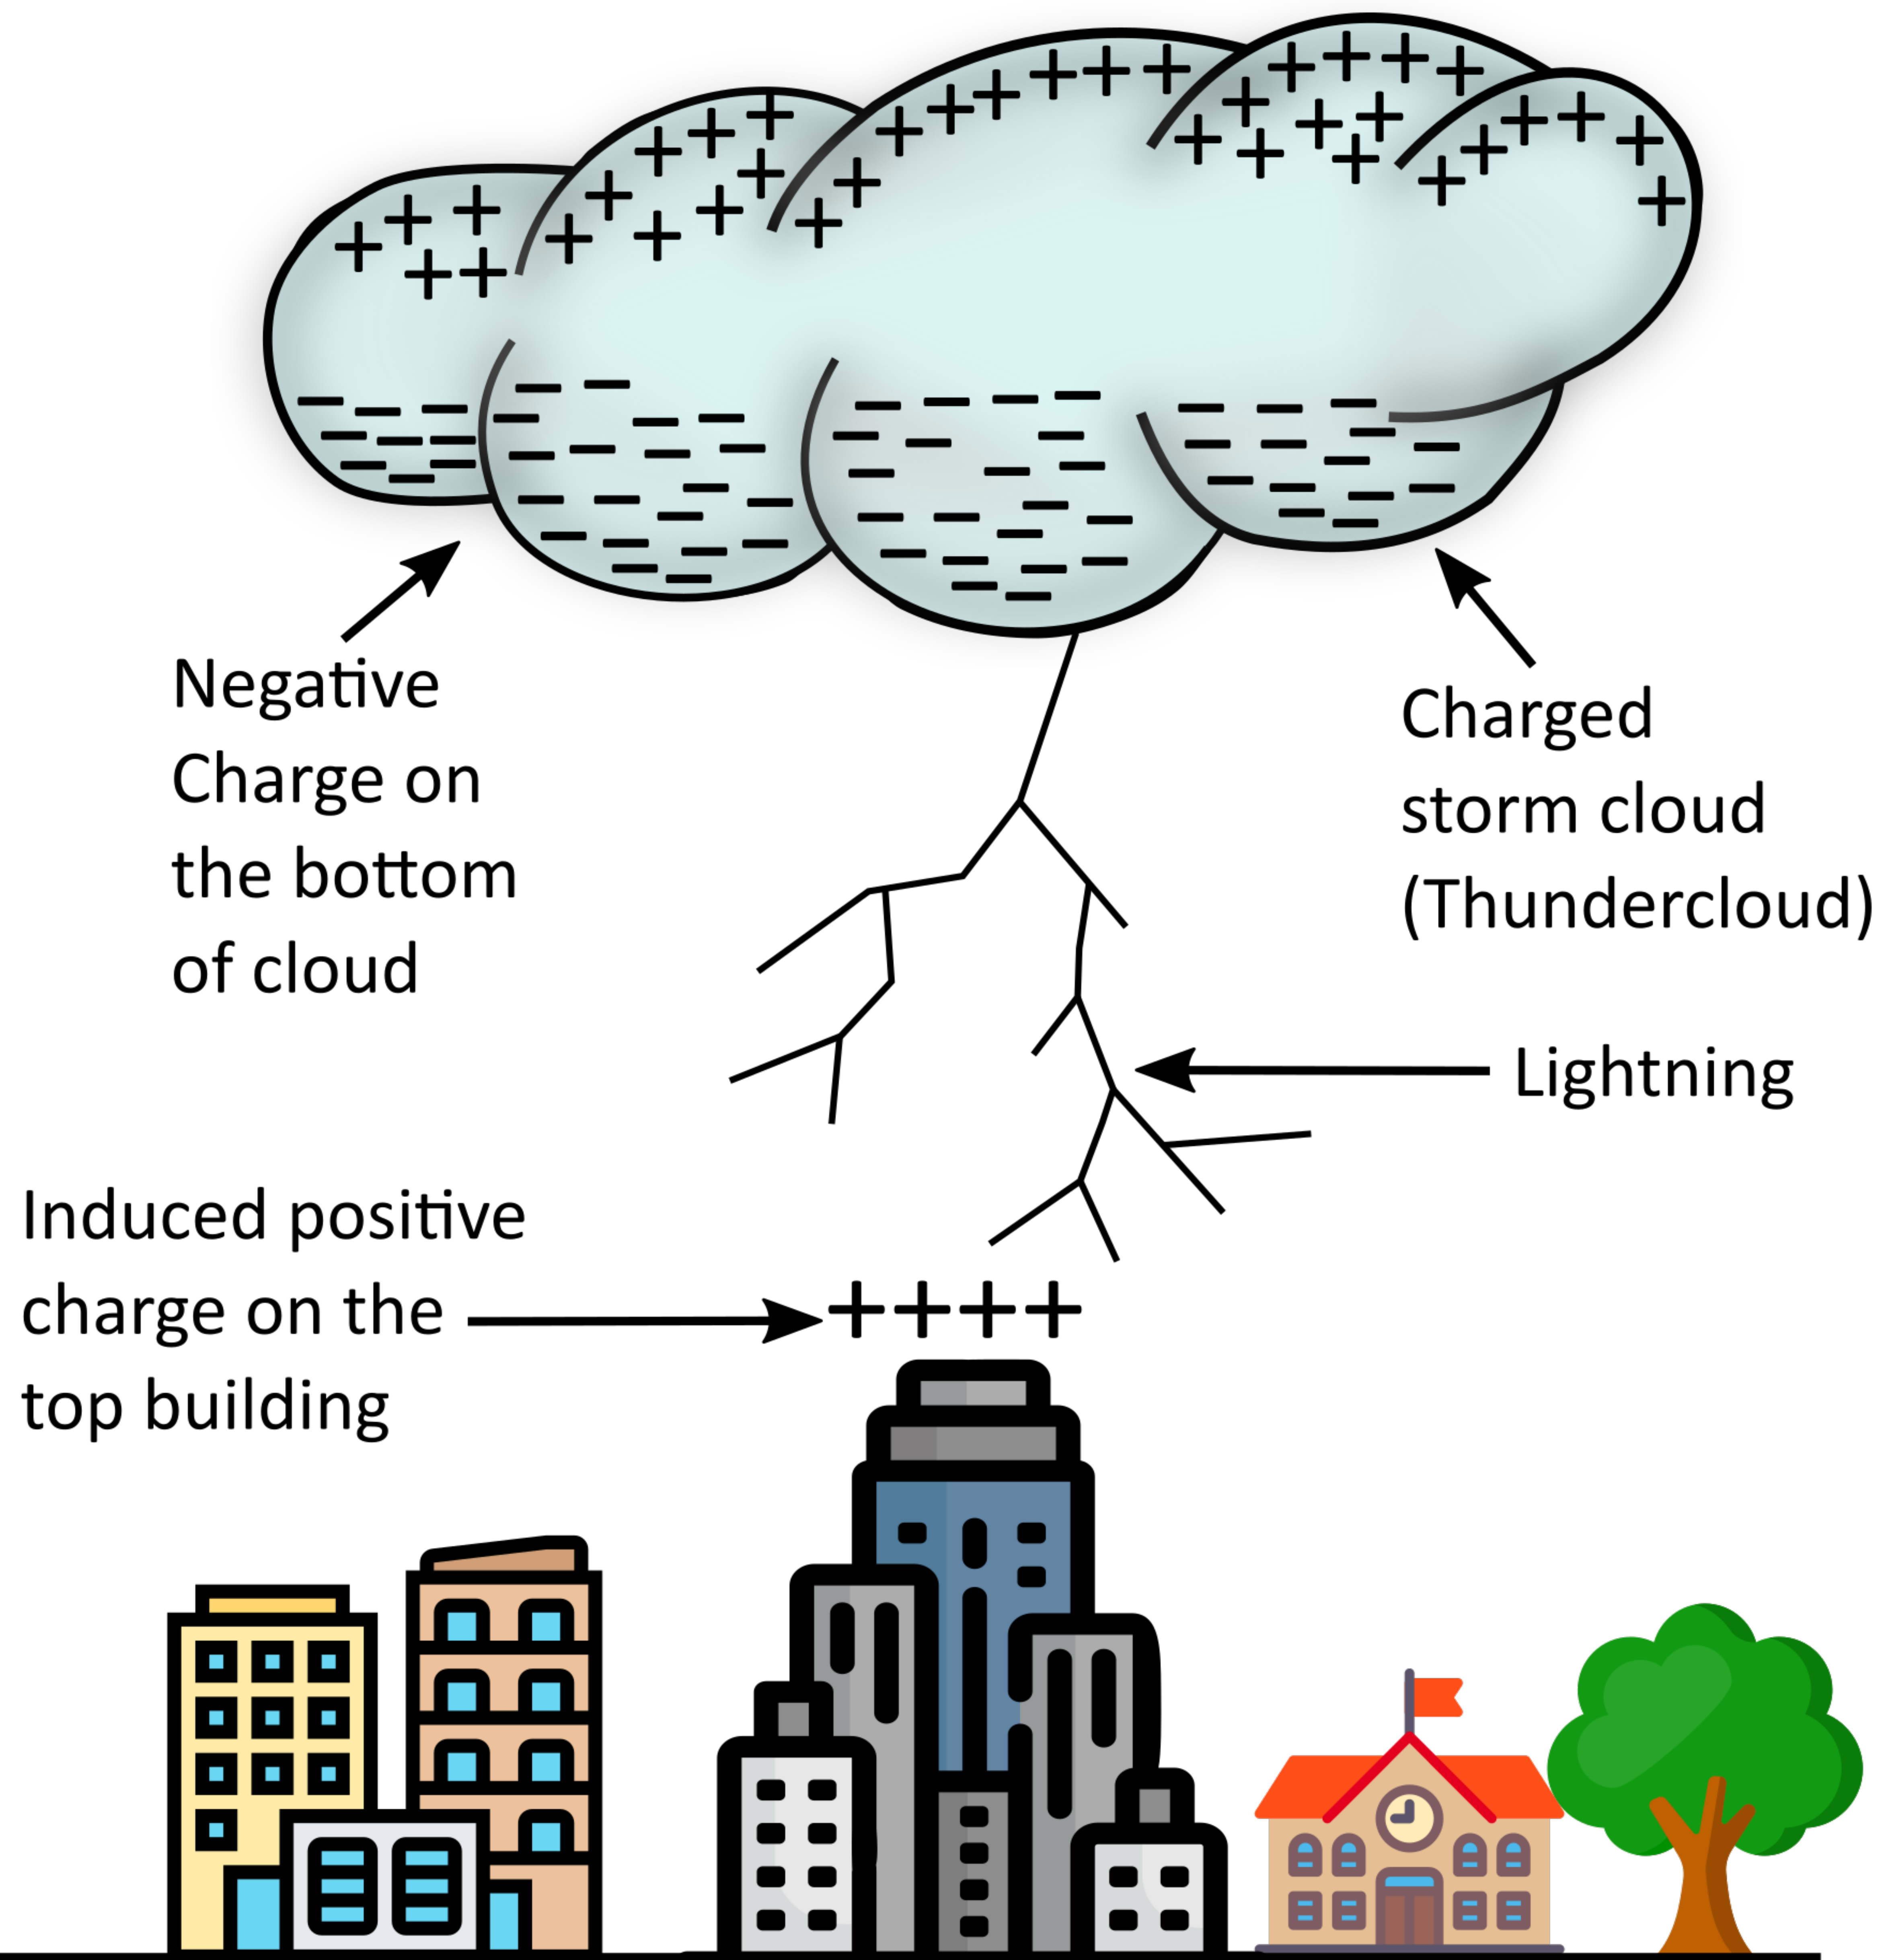 Negative
Charge on
the bottom
of cloud
Charged
storm cloud
(Thundercloud)
Lightning
Induced positive
charge on the
top building
++++